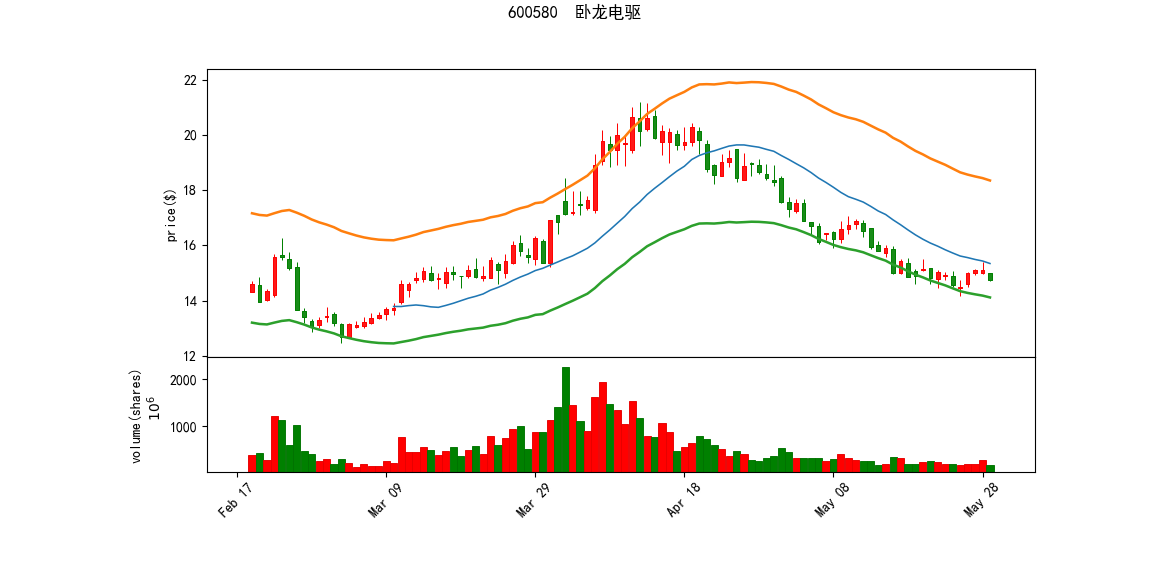 600580  卧龙电驱
price($)
22
20
18
16
14
12
volume(shares)
10^6
2000
1000
Feb 17
Mar 09
Mar 29
Apr 18
May 08
May 28